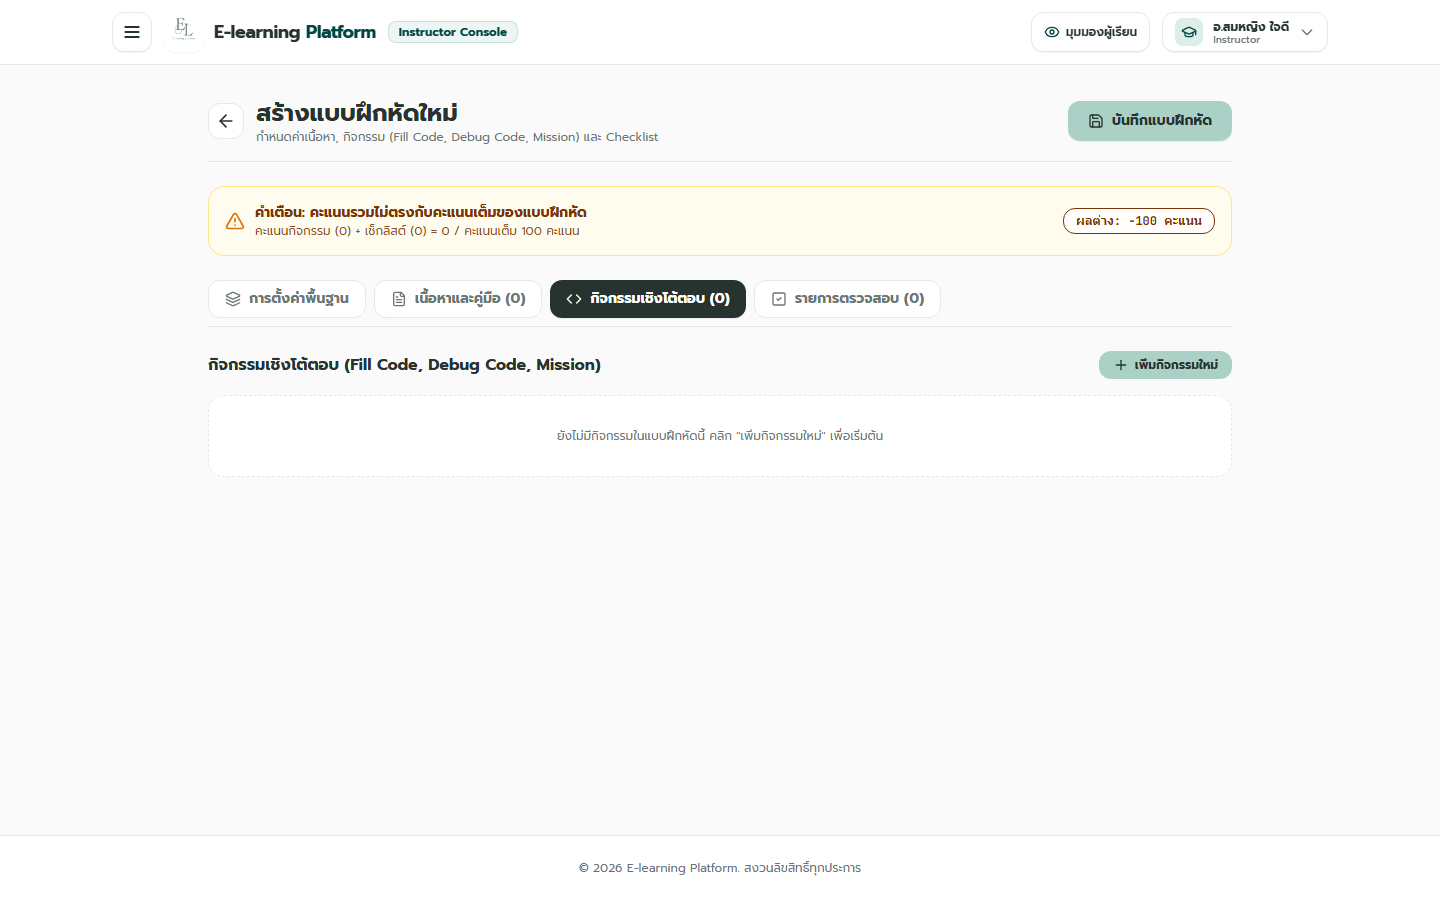 EL
E-learning Platform
Instructor Console
มุมมองผู้เรียน
อ.สมหญิง ใจดี
Instructor
สร้างแบบฝึกหัดใหม่
กำหนดค่าเนื้อหา, กิจกรรม (Fill Code, Debug Code, Mission) และ Checklist
บันทึกแบบฝึกหัด
คำเตือน: คะแนนรวมไม่ตรงกับคะแนนเต็มของแบบฝึกหัด
คะแนนกิจกรรม (0) + เช็กลิสต์ (0) = 0 / คะแนนเต็ม 100 คะแนน
ผลต่าง: -100 คะแนน
การตั้งค่าพื้นฐาน
เนื้อหาและคู่มือ (0)
กิจกรรมเชิงโต้ตอบ (0)
รายการตรวจสอบ (0)
กิจกรรมเชิงโต้ตอบ (Fill Code, Debug Code, Mission)
เพิ่มกิจกรรมใหม่
ยังไม่มีกิจกรรมในแบบฝึกหัดนี้ คลิก "เพิ่มกิจกรรมใหม่" เพื่อเริ่มต้น
© 2026 E-learning Platform. สงวนลิขสิทธิ์ทุกประการ